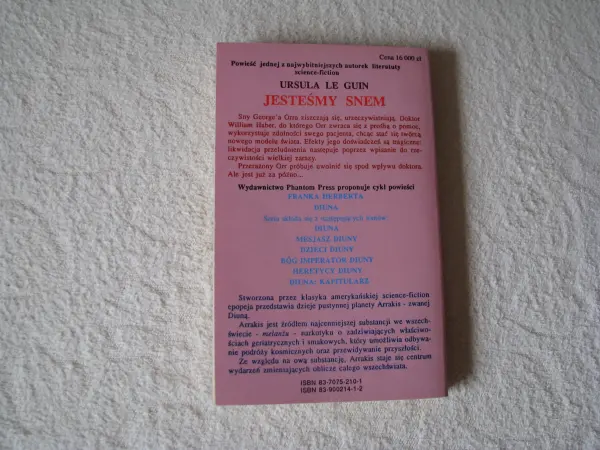 Cena 16 000 zł
Powieść jednej z najwybitniejszych autorek literatury
science-fiction
URSULA LE GUIN
JESTEŚMY SNEM
Sny George'a Orra ziszczają się, urzeczywistniają. Doktor
William Haber, do którego Orr zwraca się z prośbą o pomoc,
wykorzystuje zdolności swego pacjenta, chcąc stać się twórcą
nowego modelu świata. Efekty jego doświadczeń są tragiczne:
likwidacja przeludnienia następuje poprzez wpisanie do rze-
czywistości wielkiej zarazy.
Przerażony Orr próbuje uwolnić się spod wpływu doktora.
Ale jest już za późno...
Wydawnictwo Phantom Press proponuje cykl powieści
FRANKA HERBERTA
DIUNA
Seria składa się z następujących tomów:
DIUNA
MESJASZ DIUNY
DZIECI DIUNY
BÓG IMPERATOR DIUNY
HERETYCY DIUNY
DIUNA: KAPITULARZ
Stworzona przez klasyka amerykańskiej science-fiction
epopeja przedstawia dzieje pustynnej planety Arrakis - zwanej
Diuną.
Arrakis jest źródłem najcenniejszej substancji we wszech-
świecie - melanżu - narkotyku o zadziwiających właściwo-
ściach geriatrycznych i smakowych, który umożliwia odbywa-
nie podróży kosmicznych oraz przewidywanie przyszłości.
Ze względu na ową substancję, Arrakis staje się centrum
wydarzeń zmieniających oblicze całego wszechświata.
ISBN 83-7075-210-1
ISBN 83-900214-1-2